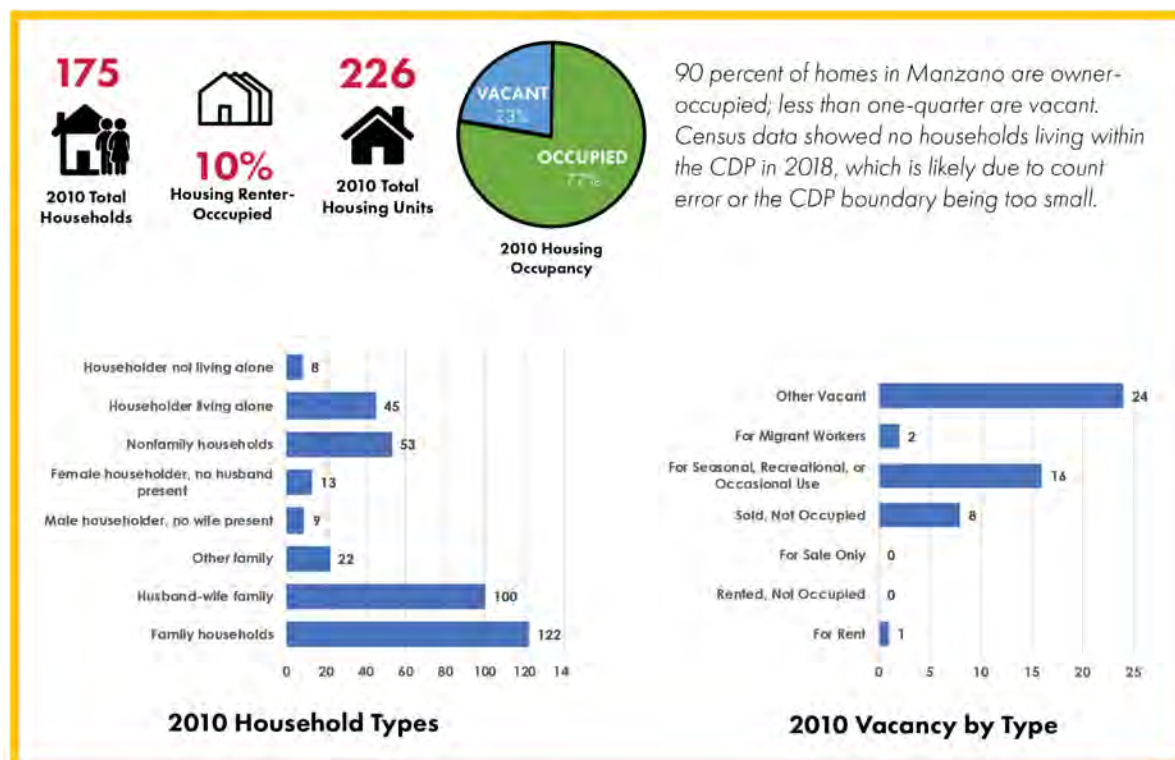 175
2010 Total
Households
10%
Housing Renter-
Occcupied
226
2010 Total
Housing Units
VACANT
23%
OCCUPIED
77%
2010 Housing
Occupancy
90 percent of homes in Manzano are owner-
occupied; less than one-quarter are vacant.
Census data showed no households living within
the CDP in 2018, which is likely due to count
error or the CDP boundary being too small.
Householder not living alone 8
Householder living alone 45
Nonfamily households 53
Female householder, no husband
present 13
Male householder, no wife present 9
Other family 22
Husband-wife family 100
Family households 122
0 20 40 60 80 100 120 14
2010 Household Types
Other Vacant 24
For Migrant Workers 2
For Seasonal, Recreational, or
Occasional Use 16
Sold, Not Occupied 8
For Sale Only 0
Rented, Not Occupied 0
For Rent 1
0 5 10 15 20 25
2010 Vacancy by Type